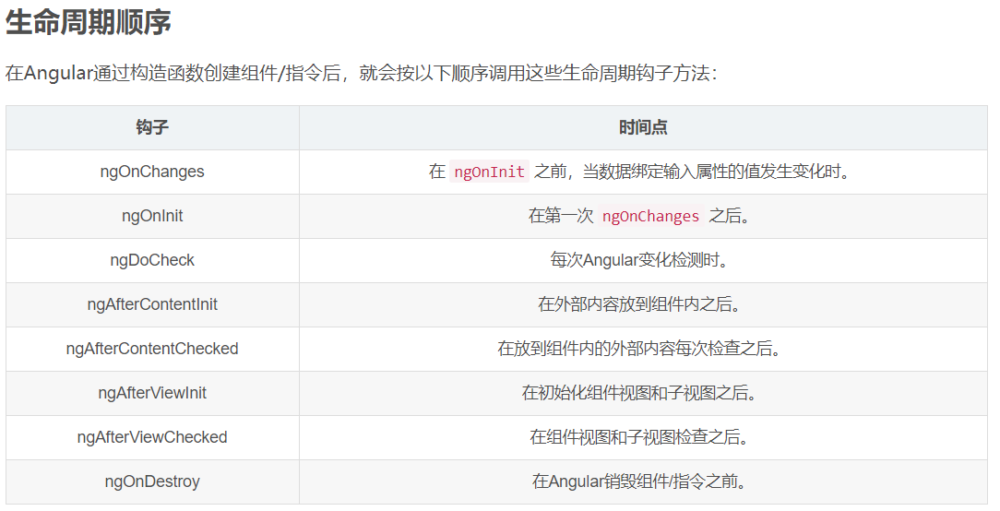 生命周期顺序
在Angular通过构造函数创建组件/指令后，就会按以下顺序调用这些生命周期钩子方法：
钩子 时间点
ngOnChanges 在 ngOnInit 之前，当数据绑定输入属性的值发生变化时。
ngOnInit 在第一次 ngOnChanges 之后。
ngDoCheck 每次Angular变化检测时。
ngAfterContentInit 在外部内容放到组件内之后。
ngAfterContentChecked 在放到组件内的外部内容每次检查之后。
ngAfterViewInit 在初始化组件视图和子视图之后。
ngAfterViewChecked 在组件视图和子视图检查之后。
ngOnDestroy 在Angular销毁组件/指令之前。